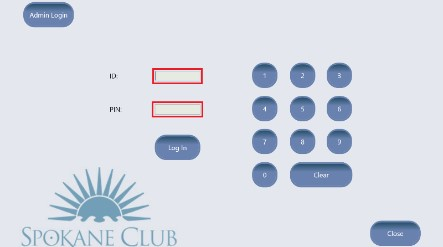 Admin Login
ID:
PIN:
Log In
1 2 3
4 5 6
7 8 9
0 Clear
SPOKANE CLUB
Close